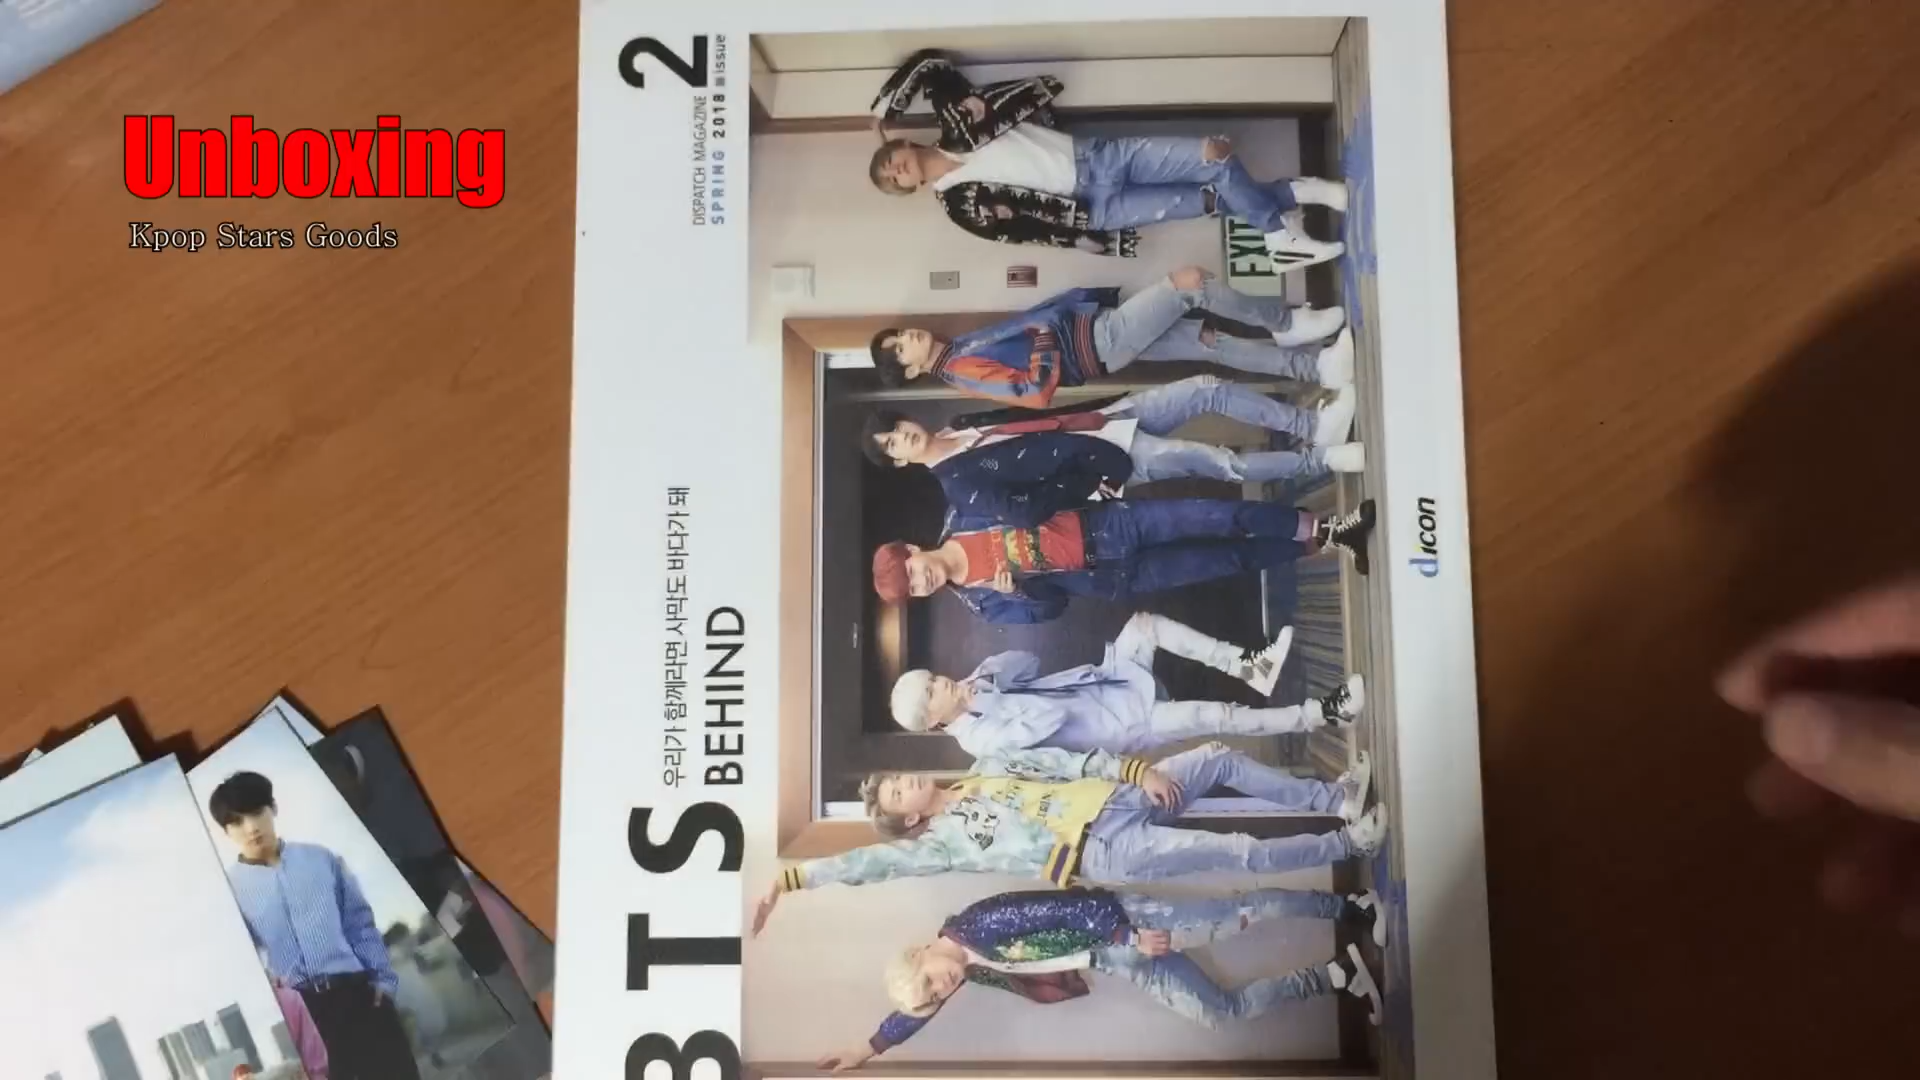 Unboxing
Kpop Stars Goods
BTS
우리가 함께라면 사막도 바다가 돼
BEHIND
DISPATCH MAGAZINE
SPRING 2018 issue
2
EXIT
dicon